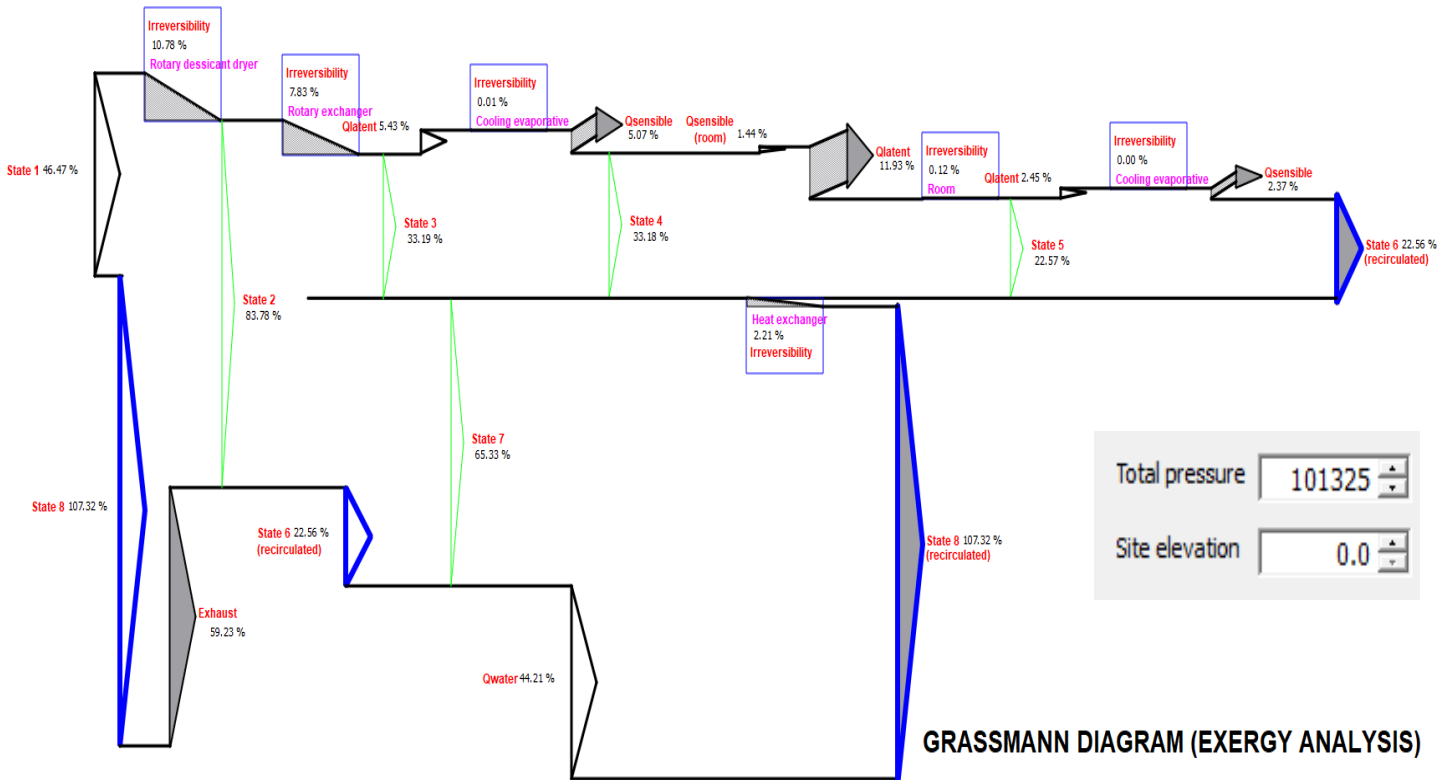 Irreversibility
10.78 %
Rotary dessicant dryer
Irreversibility
7.83 %
Rotary exchanger
Qlatent 5.43 %
Irreversibility
0.01 %
Cooling evaporative
Qsensible
5.07 %
Qsensible 1.44 %
(room)
Qlatent
11.93 %
Irreversibility
0.12 %
Room
Qlatent 2.45 %
Irreversibility
0.00 %
Cooling evaporative
Qsensible
2.37 %
State 1 46.47 %
State 2
83.78 %
State 3
33.19 %
State 4
33.18 %
State 5
22.57 %
State 6 22.56 %
(recirculated)
Heat exchanger
2.21 %
Irreversibility
State 7
65.33 %
State 8 107.32 %
State 6 22.56 %
(recirculated)
State 8 107.32 %
(recirculated)
Exhaust
59.23 %
Qwater 44.21 %
Total pressure 101325
Site elevation 0.0
GRASSMANN DIAGRAM (EXERGY ANALYSIS)